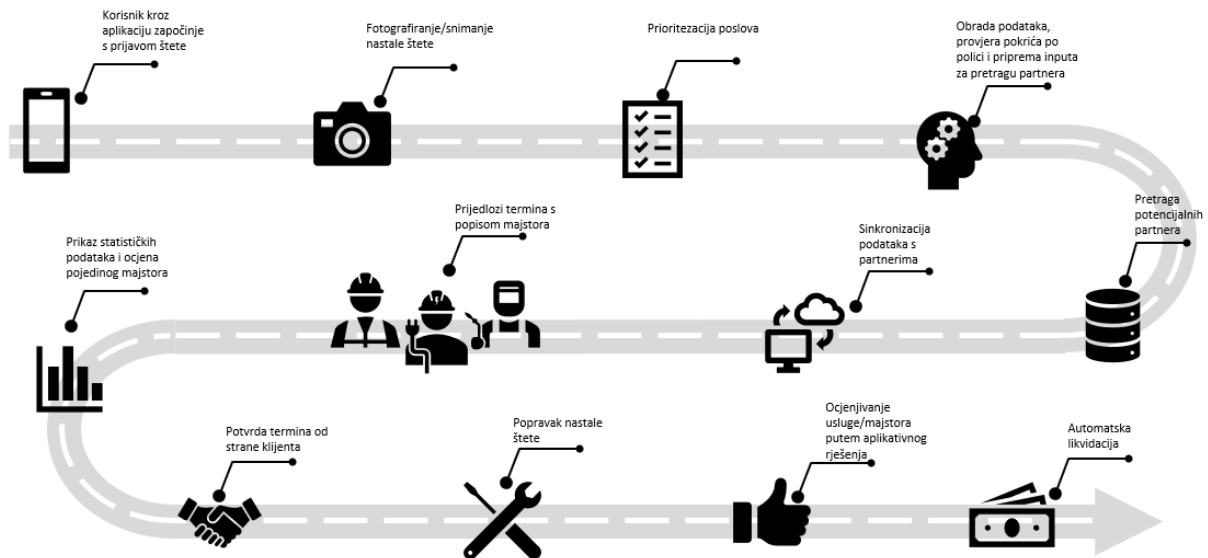 Korisnik kroz
aplikaciju započinje
s prijavom štete
Fotografiranje/snimanje
nastale štete
Prioritezacija poslova
Obrada podataka,
provjera pokrića po
polici i priprema inputa
za pretragu partnera
Pretraga
potencijalnih
partnera
Sinkronizacija
podataka s
partnerima
Prijedlozi termina s
popisom majstora
Prikaz statističkih
podataka i ocjena
pojedinog majstora
Potvrda termina od
strane klijenta
Popravak nastale
štete
Ocjenjivanje
usluge/majstora
putem aplikativnog
rješenja
Automatska
likvidacija